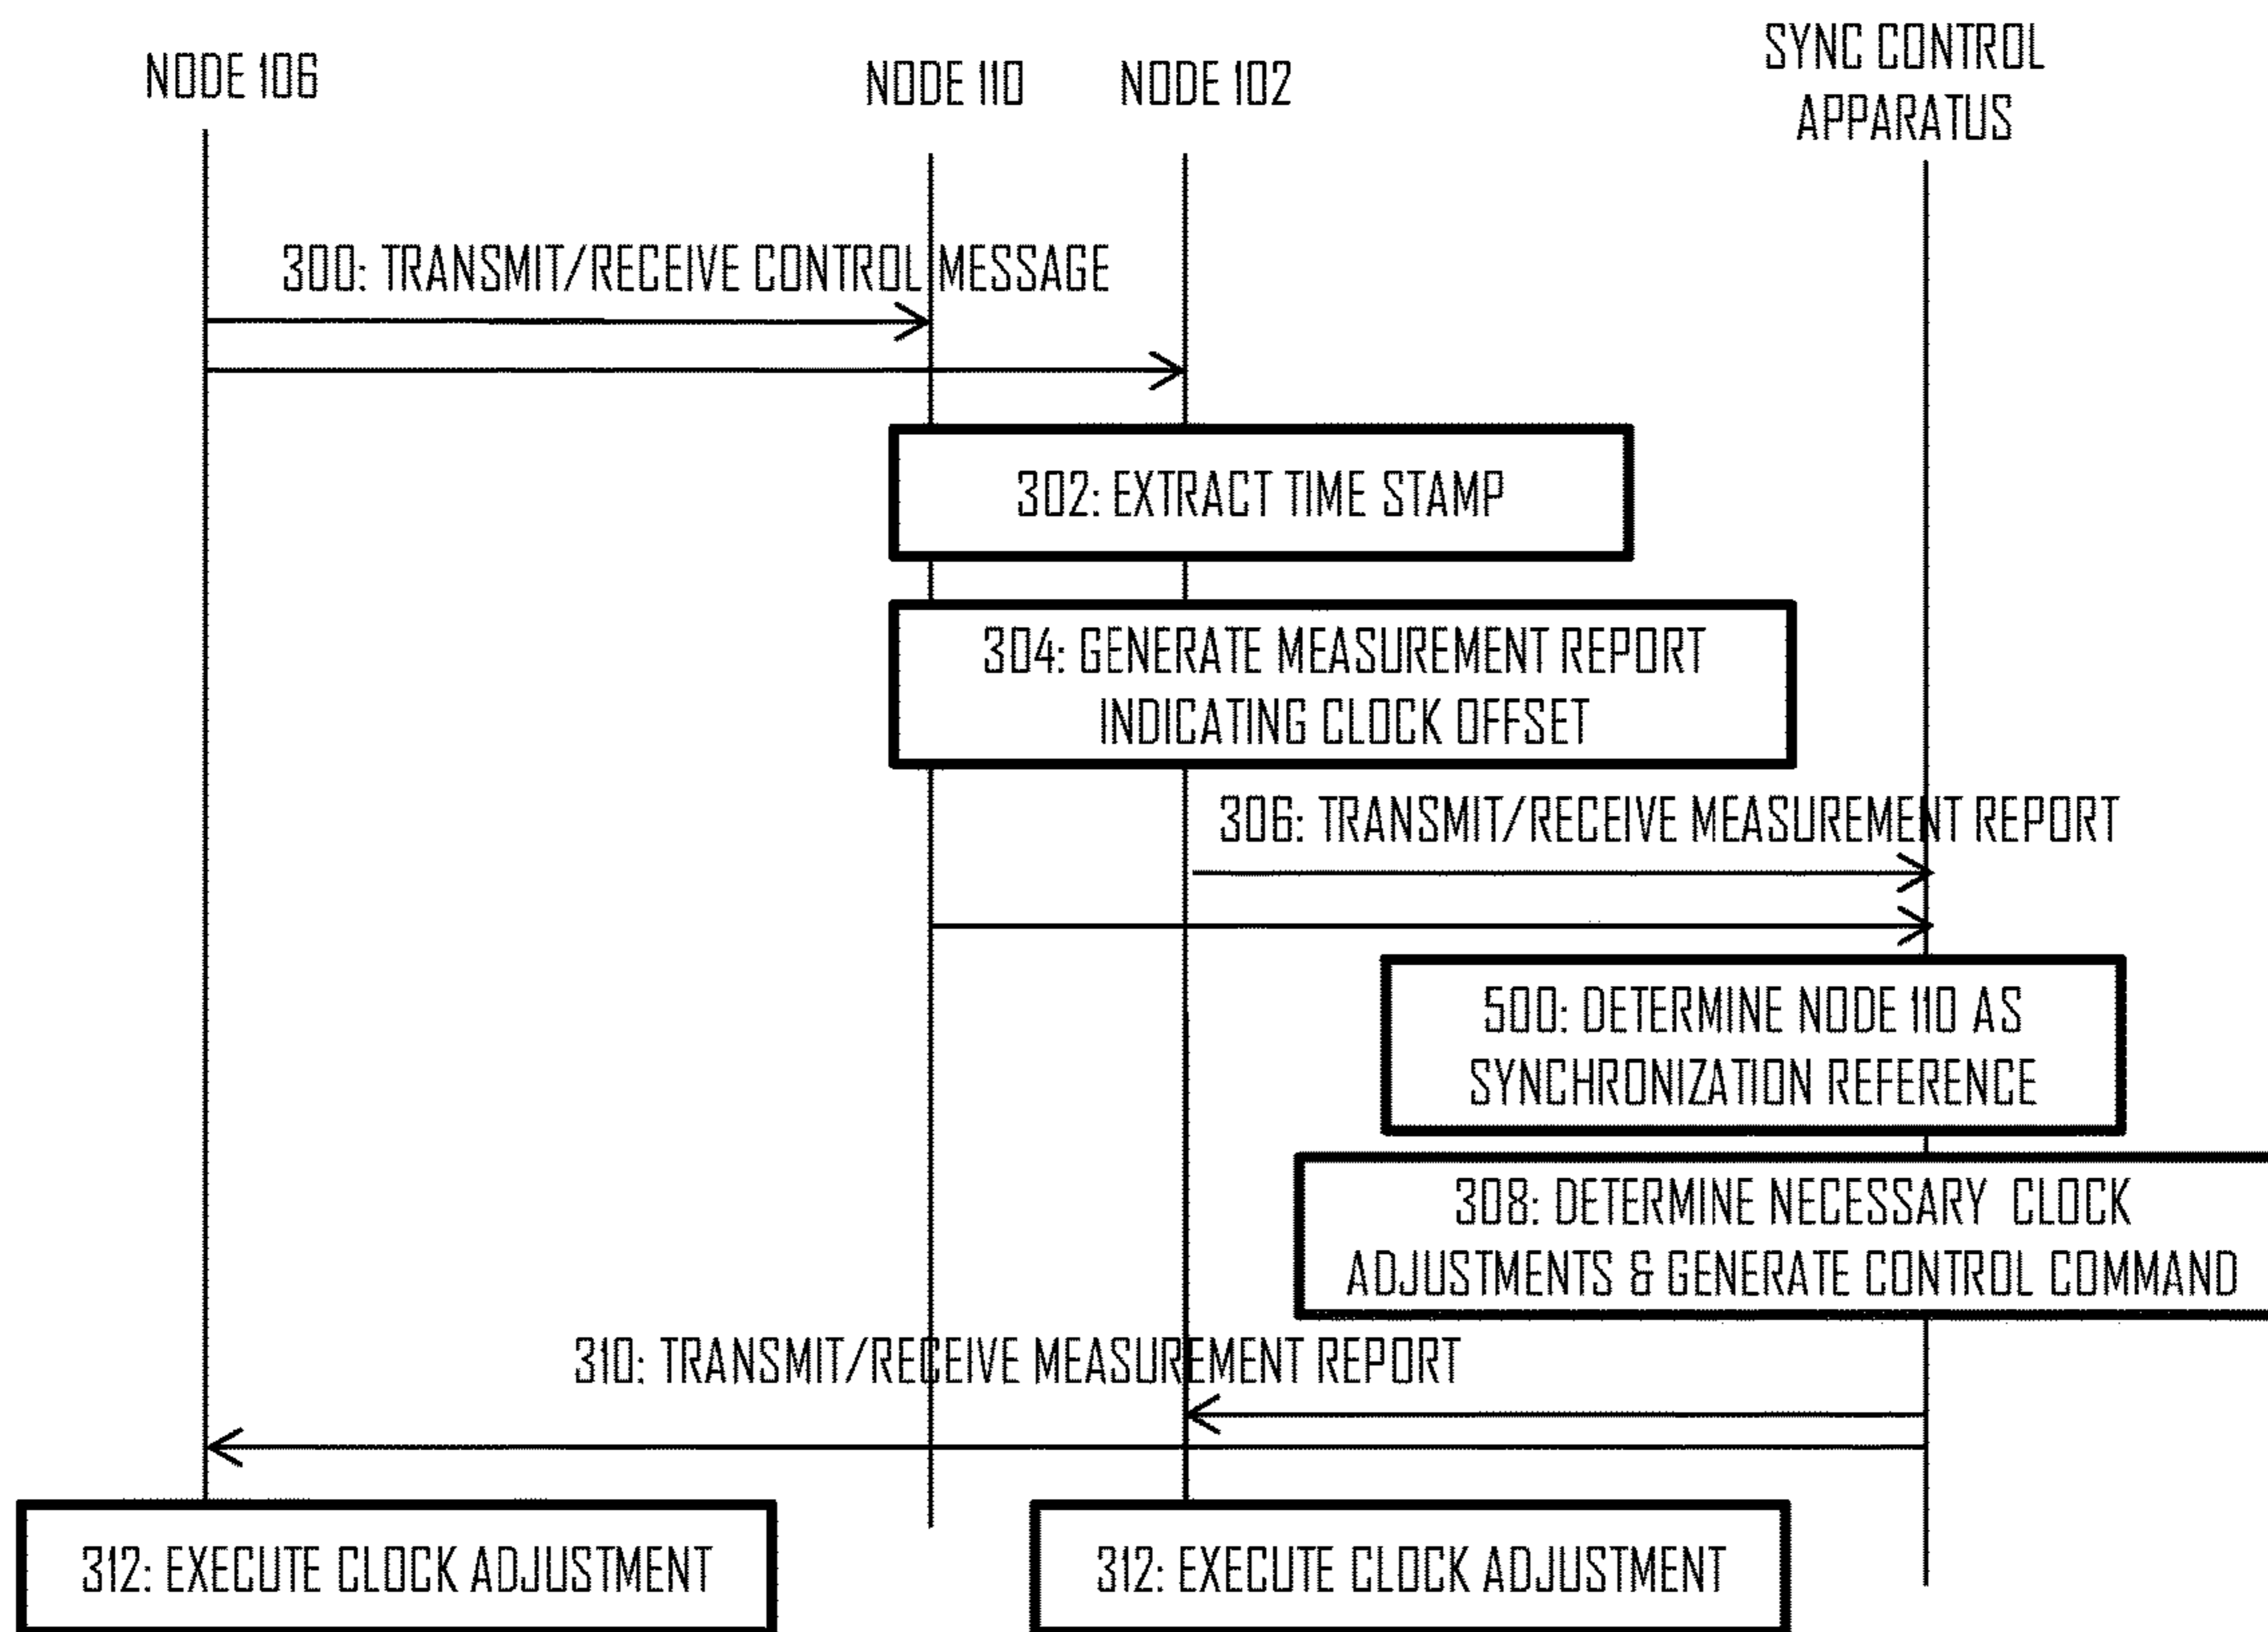 NODE 106
NODE 110
NODE 102
SYNC CONTROL
APPARATUS
300: TRANSMIT/RECEIVE CONTROL MESSAGE
302: EXTRACT TIME STAMP
304: GENERATE MEASUREMENT REPORT
INDICATING CLOCK OFFSET
306: TRANSMIT/RECEIVE MEASUREMENT REPORT
500: DETERMINE NODE 110 AS
SYNCHRONIZATION REFERENCE
308: DETERMINE NECESSARY CLOCK
ADJUSTMENTS & GENERATE CONTROL COMMAND
310: TRANSMIT/RECEIVE MEASUREMENT REPORT
312: EXECUTE CLOCK ADJUSTMENT
312: EXECUTE CLOCK ADJUSTMENT